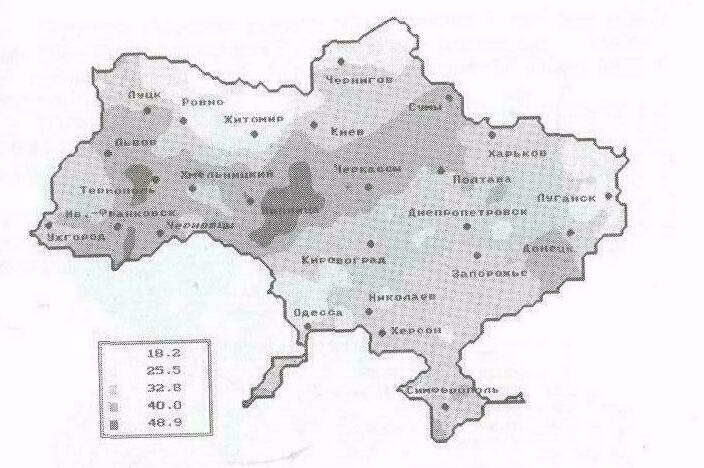 Чернигов
Луцк
Ровно
Сумы
Житомир
Киев
Харьков
Львов
Черкассы
Хмельницкий
Полтава
Тернополь
Луганск
Винница
Ив.-Франковск
Днепропетровск
Черновцы
Ужгород
Донецк
Кировоград
Запорожье
Николаев
Одесса
Херсон
18.2
25.5
32.8
40.0
48.9
Симферополь